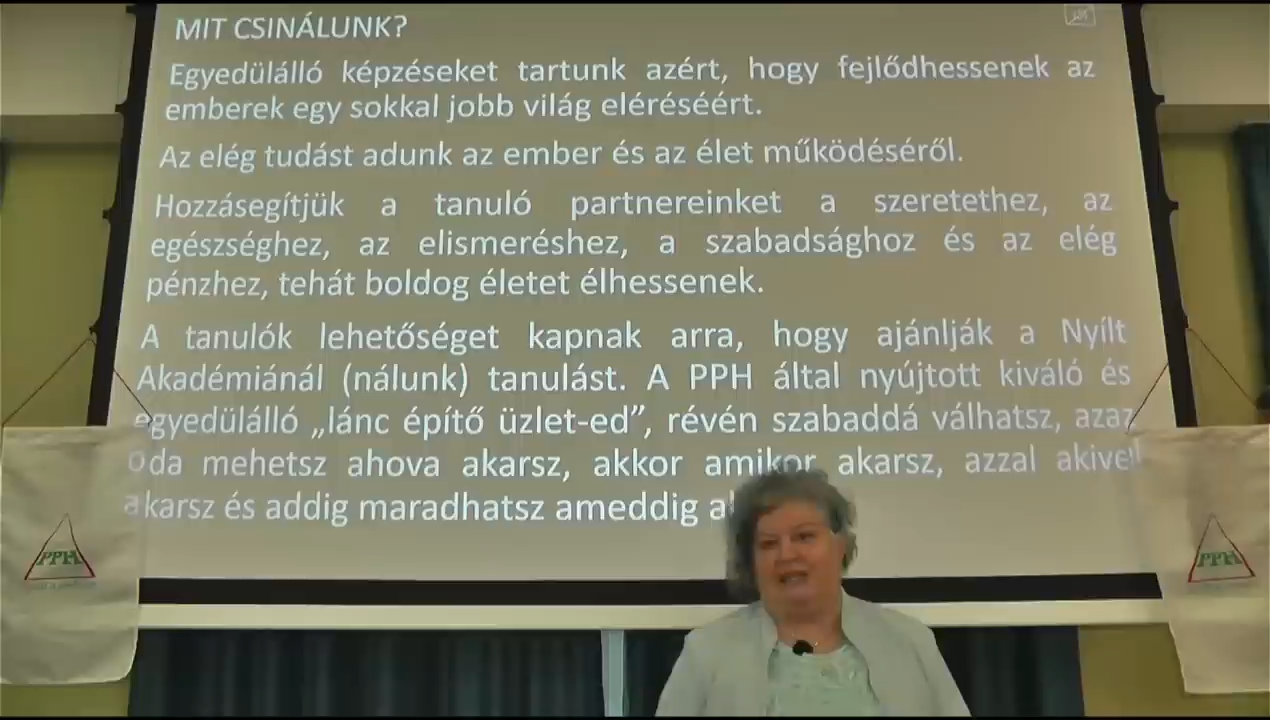 MIT CSINÁLUNK?
Egyedülálló képzéseket tartunk azért, hogy fejlődhessenek az
emberek egy sokkal jobb világ eléréséért.
Az elég tudást adunk az ember és az élet működéséről.
Hozzásegítjük a tanuló partnereinket a szeretethez, az
egészséghez, az elismeréshez, a szabadsághoz és az elég
pénzhez, tehát boldog életet élhessenek.
A tanulók lehetőséget kapnak arra, hogy ajánlják a Nyílt
Akadémiánál (nálunk) tanulást. A PPH által nyújtott kiváló és
egyedülálló „lánc építő üzlet-ed”, révén szabaddá válhatsz, azaz
oda mehetsz ahova akarsz, akkor amikor akarsz, azzal akivel
akarsz és addig maradhatsz ameddig
PPH
PPH